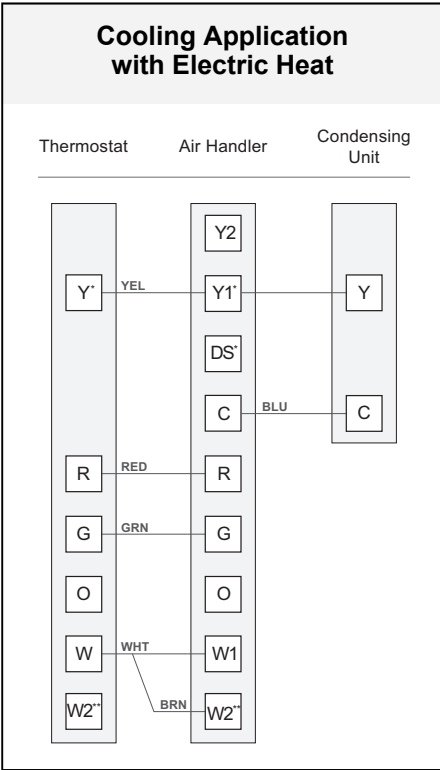 Cooling Application
with Electric Heat
Thermostat Air Handler Condensing
Unit
Y2
Y* YEL Y1* Y
DS*
C BLU C
R RED R
G GRN G
O O
W WHT W1
W2** BRN W2**